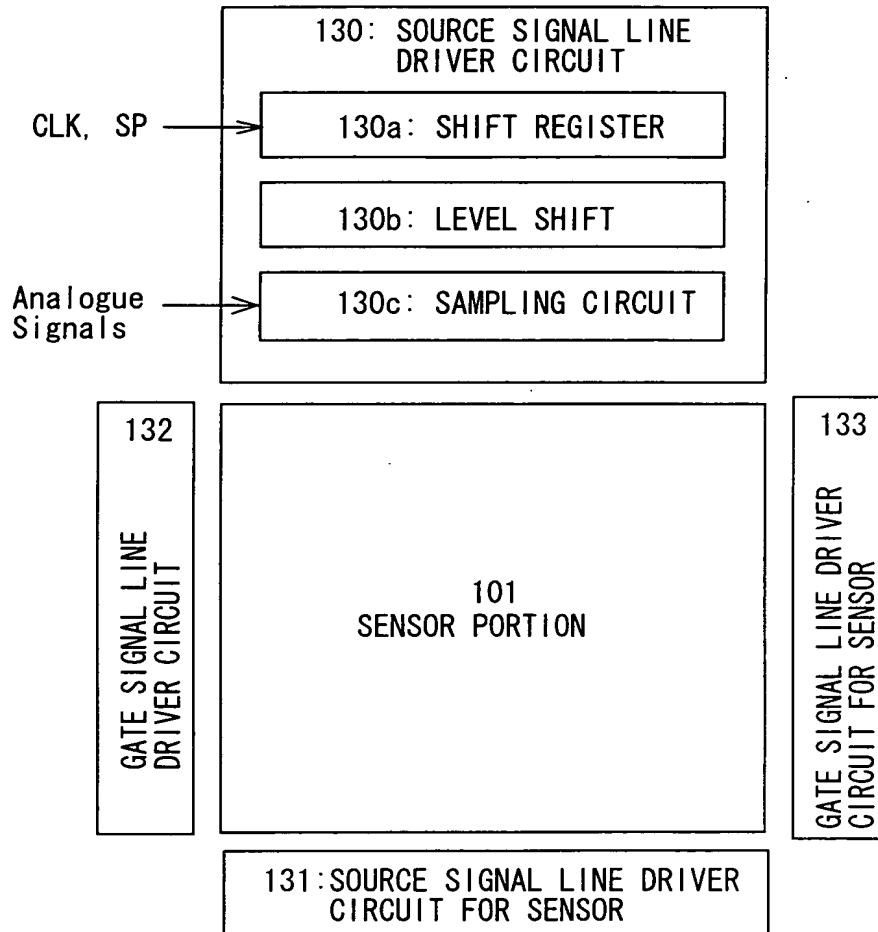 130: SOURCE SIGNAL LINE
DRIVER CIRCUIT
CLK, SP
130a: SHIFT REGISTER
130b: LEVEL SHIFT
Analogue
Signals
130c: SAMPLING CIRCUIT
132
GATE SIGNAL LINE
DRIVER CIRCUIT
101
SENSOR PORTION
133
GATE SIGNAL LINE DRIVER
CIRCUIT FOR SENSOR
131:SOURCE SIGNAL LINE DRIVER
CIRCUIT FOR SENSOR